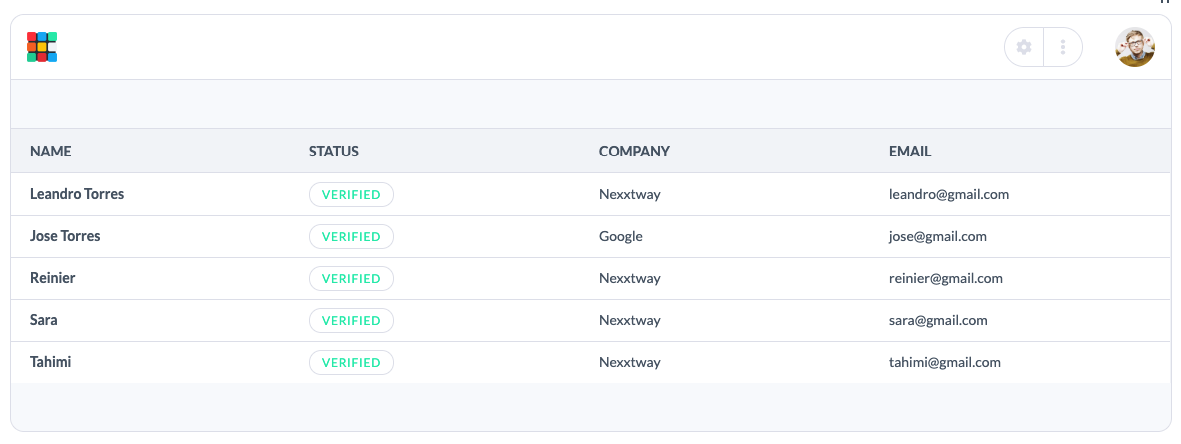 NAME STATUS COMPANY EMAIL
Leandro Torres VERIFIED Nexxtway leandro@gmail.com
Jose Torres VERIFIED Google jose@gmail.com
Reinier VERIFIED Nexxtway reinier@gmail.com
Sara VERIFIED Nexxtway sara@gmail.com
Tahimi VERIFIED Nexxtway tahimi@gmail.com